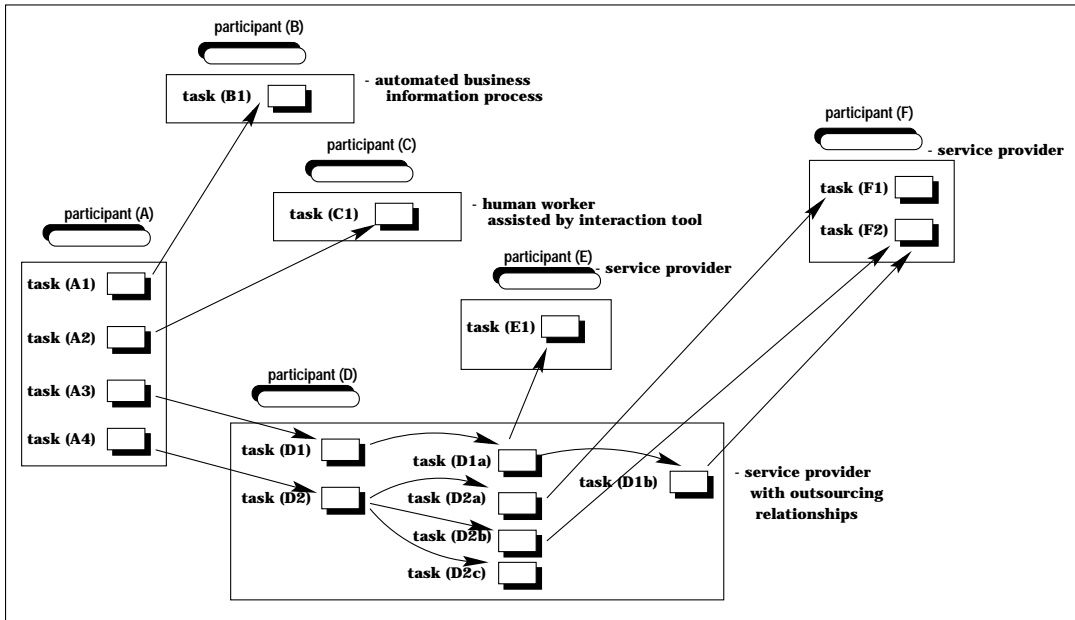 participant (B)
task (B1)
- automated business
information process
participant (C)
task (C1)
- human worker
assisted by interaction tool
participant (F)
- service provider
task (F1)
task (F2)
participant (A)
task (A1)
task (A2)
task (A3)
task (A4)
participant (E)
- service provider
task (E1)
participant (D)
task (D1)
task (D2)
task (D1a)
task (D2a)
task (D2b)
task (D2c)
task (D1b)
- service provider
with outsourcing
relationships